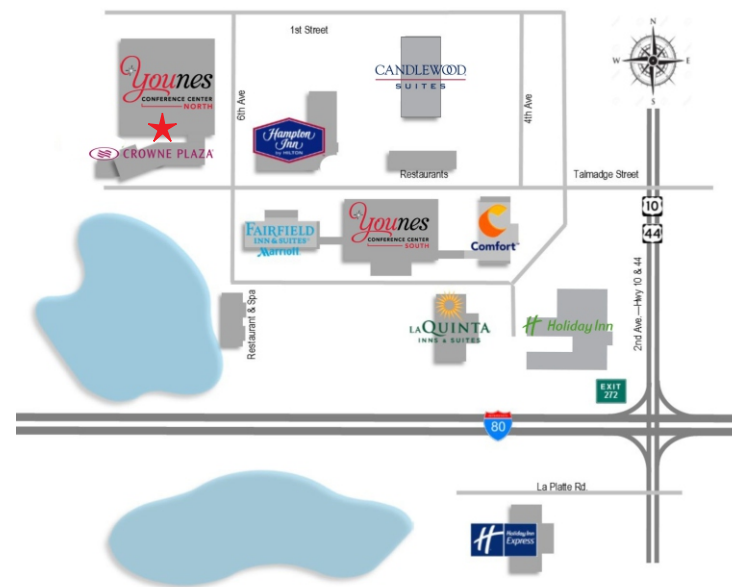 N
W E
S
1st Street
Younes
CONFERENCE CENTER
NORTH
6th Ave
CANDLEWOOD
SUITES
4th Ave
Hampton
Inn
by HILTON
CROWNE PLAZA
Restaurants
Talmadge Street
10
44
FAIRFIELD
INN & SUITES
Marriott
Younes
CONFERENCE CENTER
SOUTH
Comfort
Restaurant & Spa
LAQUINTA
INNS & SUITES
H Holiday Inn
2nd Ave.—Hwy 10 & 44
EXIT
272
80
La Platte Rd.
H Holiday Inn
Express